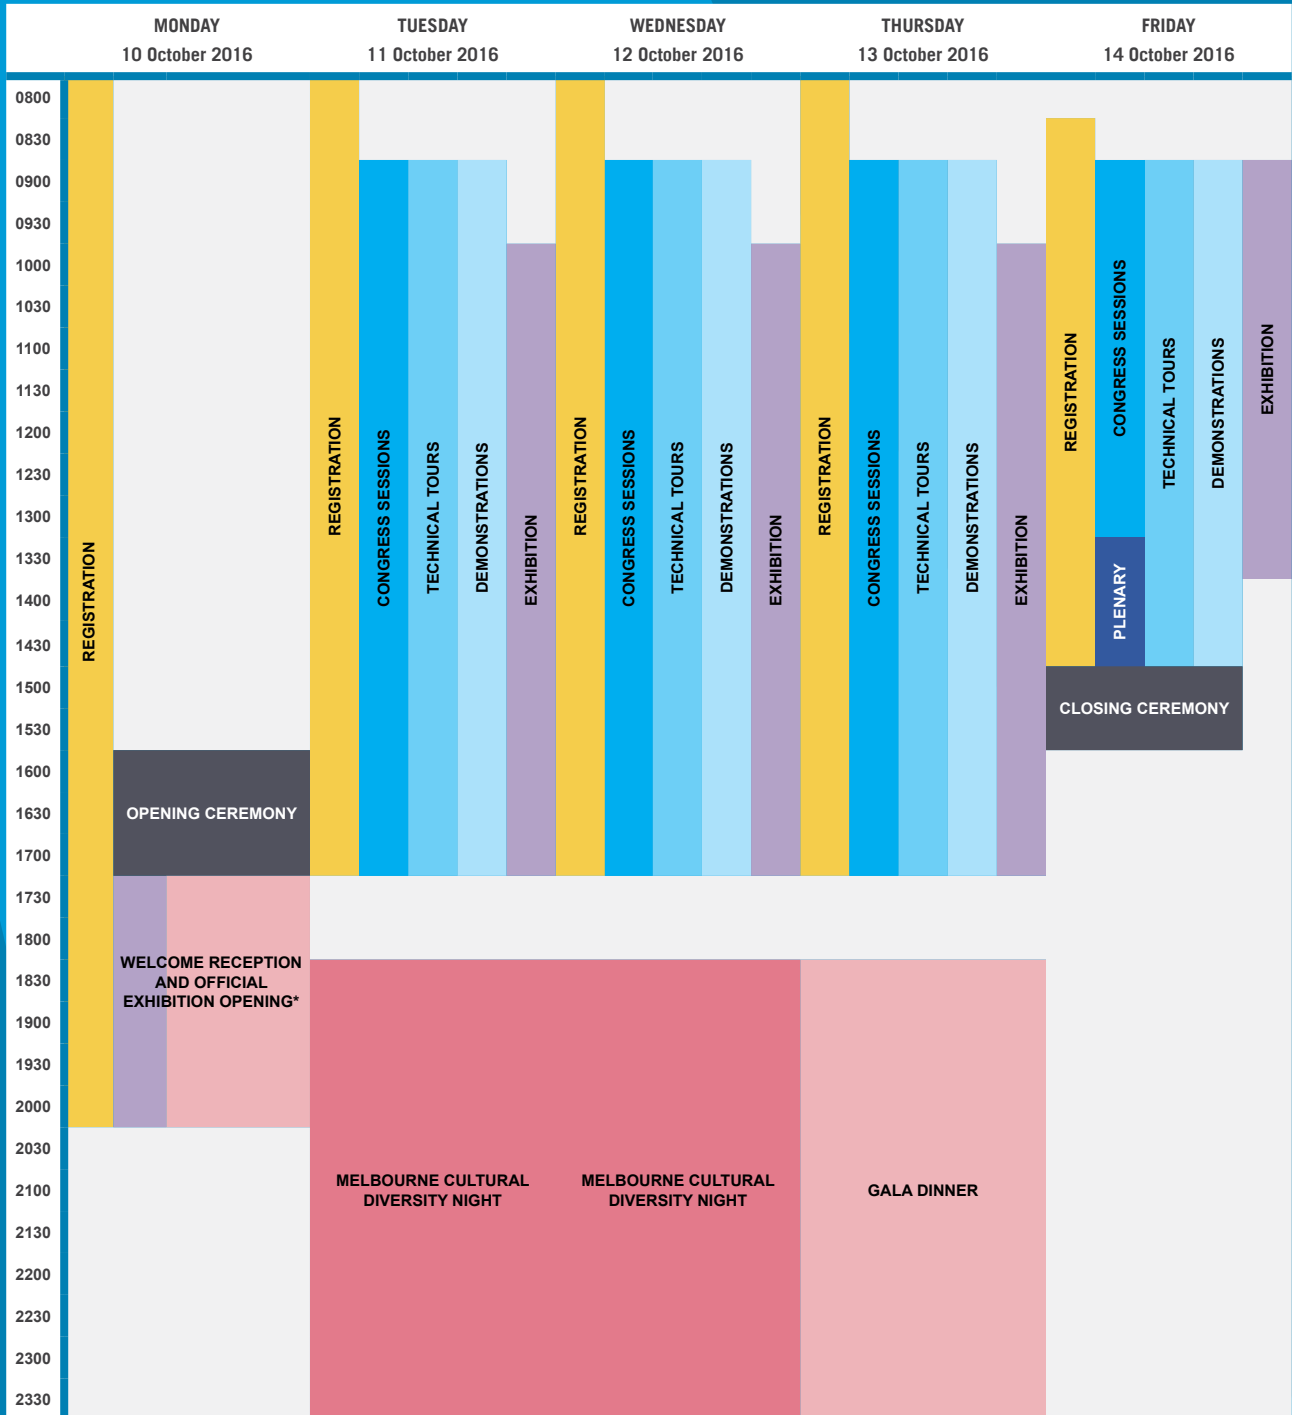 MONDAY
10 October 2016
TUESDAY
11 October 2016
WEDNESDAY
12 October 2016
THURSDAY
13 October 2016
FRIDAY
14 October 2016
0800
0830
0900
0930
1000
1030
1100
1130
1200
1230
1300
1330
1400
1430
1500
1530
1600
1630
1700
1730
1800
1830
1900
1930
2000
2030
2100
2130
2200
2230
2300
2330
REGISTRATION
OPENING CEREMONY
WELCOME RECEPTION
AND OFFICIAL
EXHIBITION OPENING*
REGISTRATION
CONGRESS SESSIONS
TECHNICAL TOURS
DEMONSTRATIONS
EXHIBITION
MELBOURNE CULTURAL
DIVERSITY NIGHT
REGISTRATION
CONGRESS SESSIONS
TECHNICAL TOURS
DEMONSTRATIONS
EXHIBITION
MELBOURNE CULTURAL
DIVERSITY NIGHT
REGISTRATION
CONGRESS SESSIONS
TECHNICAL TOURS
DEMONSTRATIONS
EXHIBITION
GALA DINNER
REGISTRATION
CONGRESS SESSIONS
PLENARY
TECHNICAL TOURS
DEMONSTRATIONS
EXHIBITION
CLOSING CEREMONY